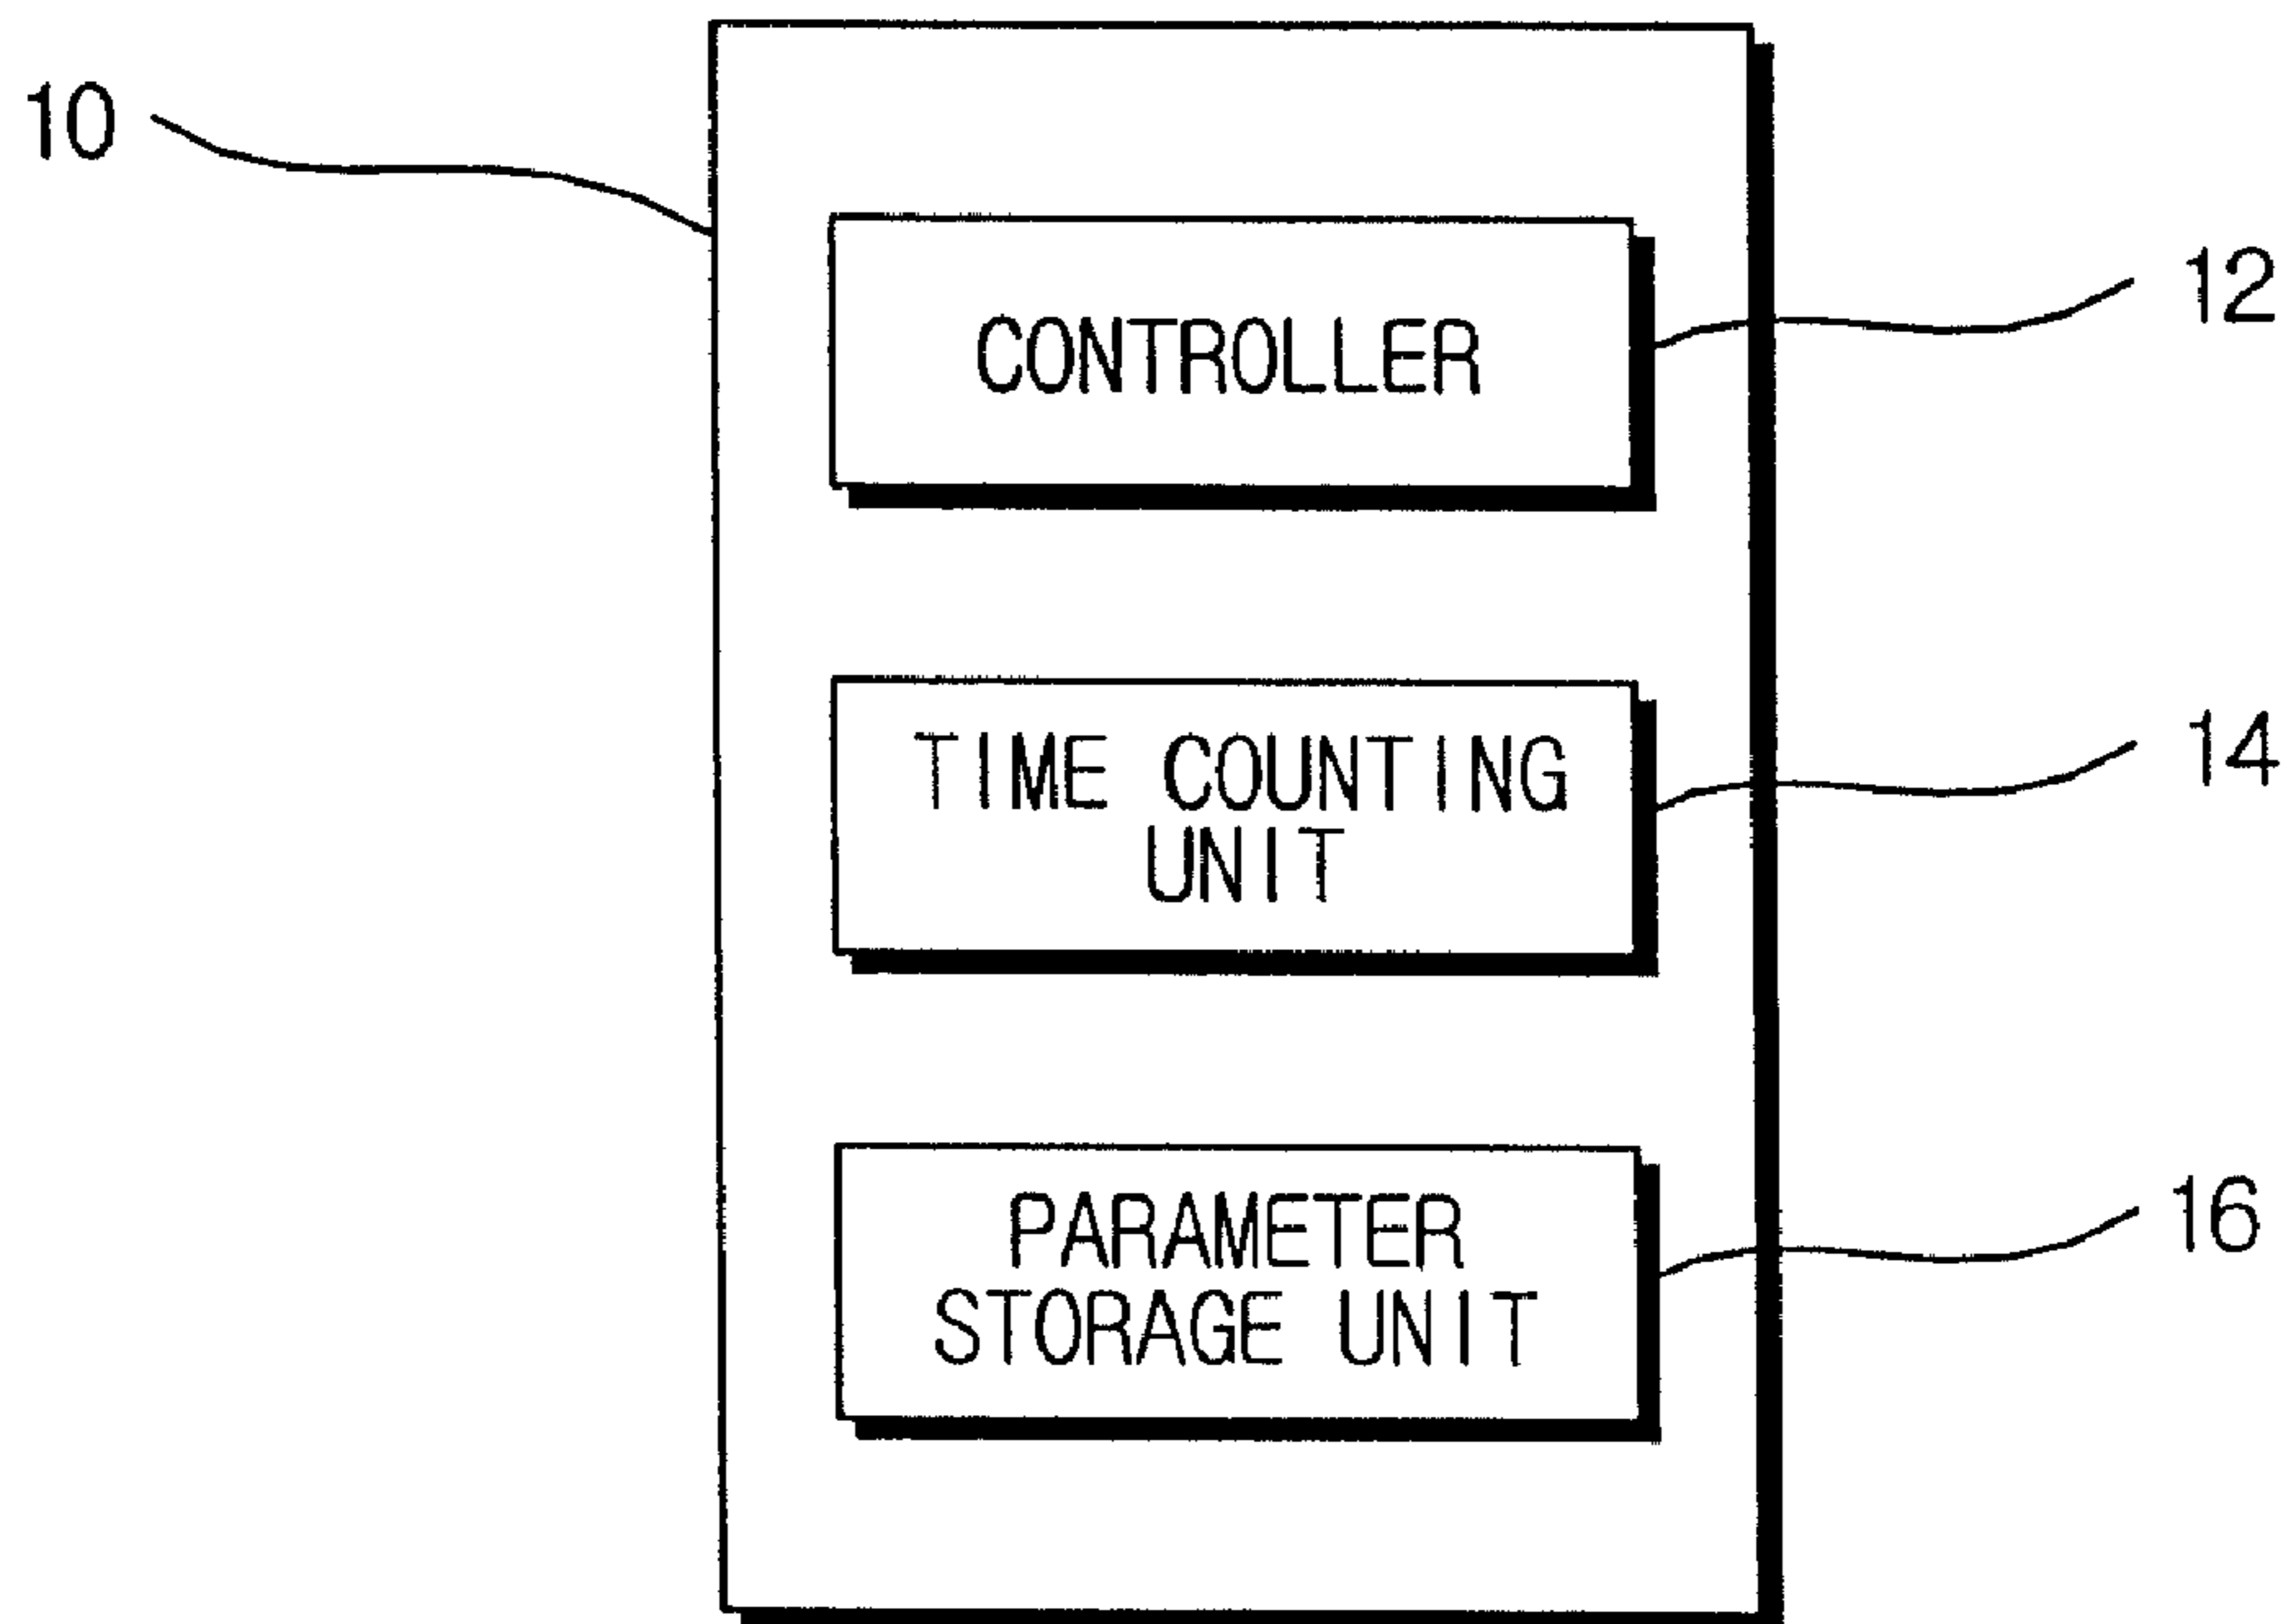 10
12
CONTROLLER
14
TIME COUNTING
UNIT
16
PARAMETER
STORAGE UNIT